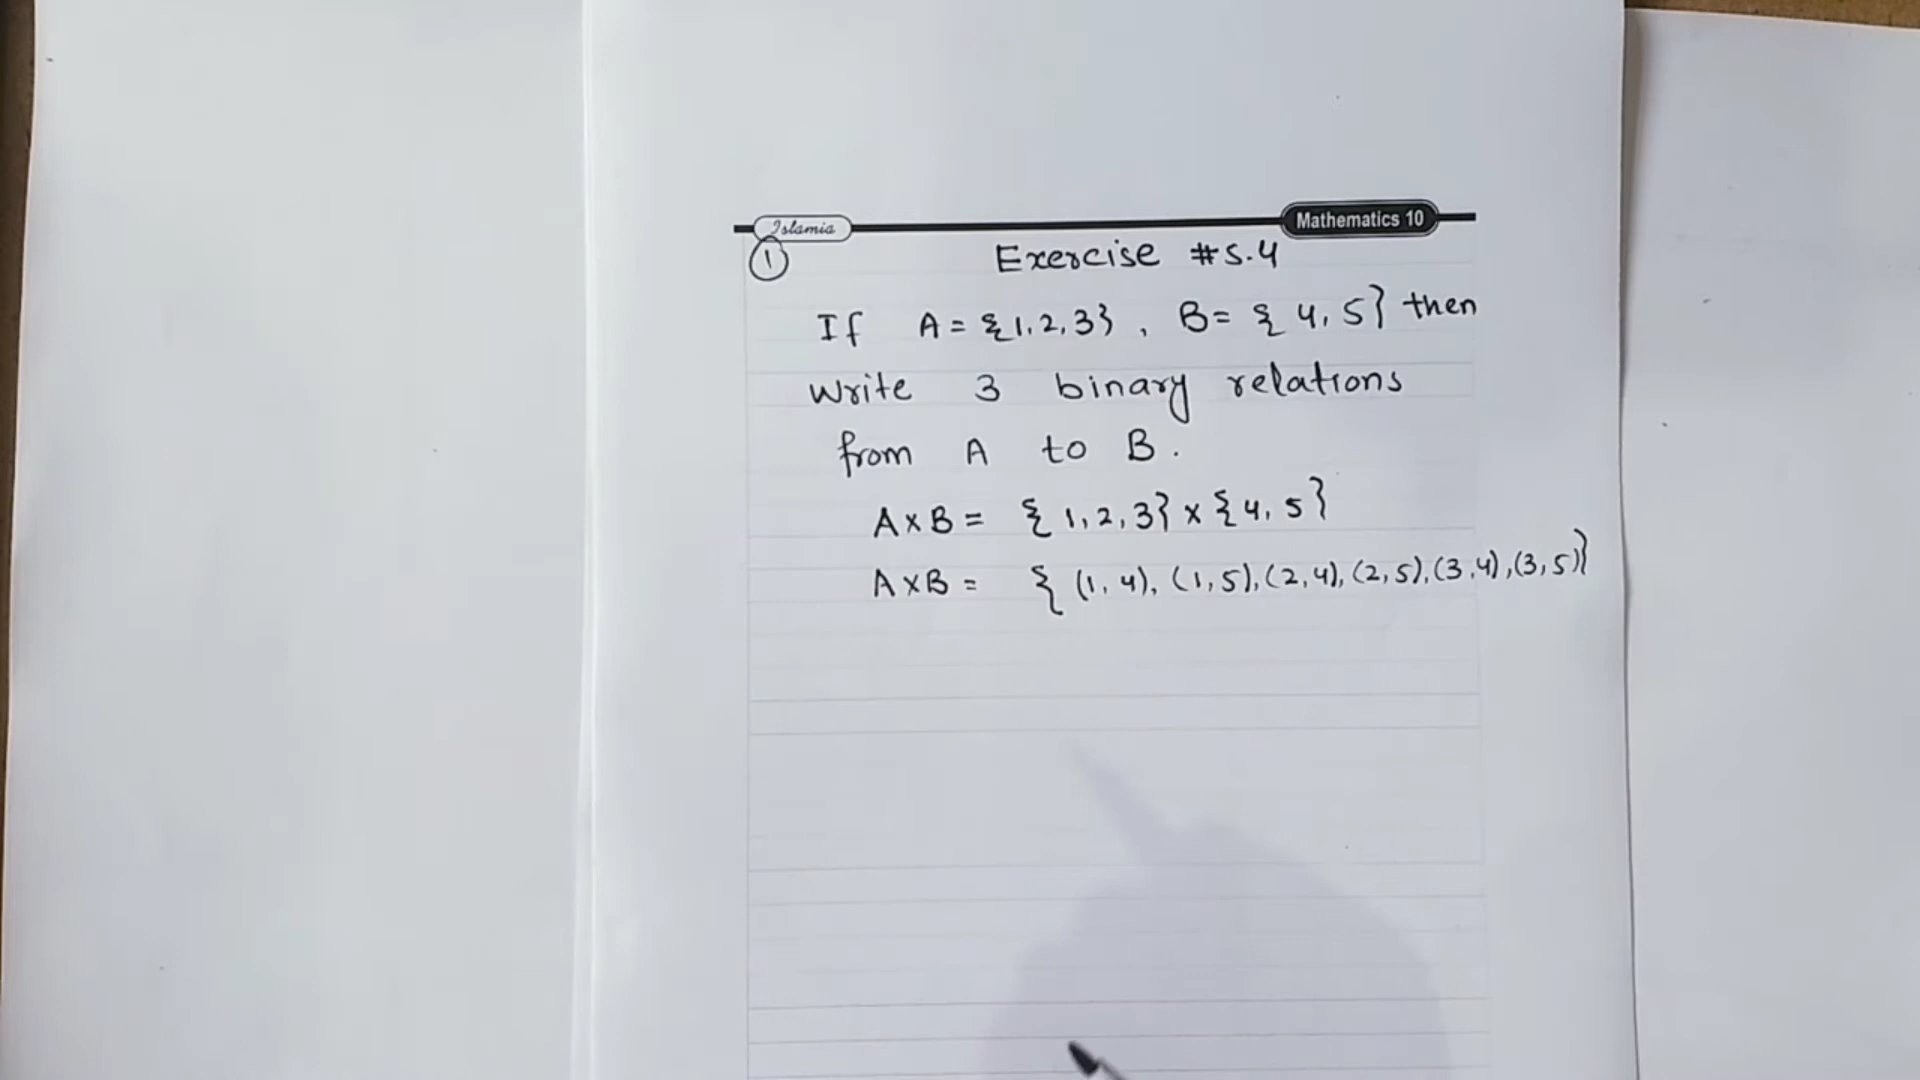 Islamia
Mathematics 10
1
Exercise #5.4
If A = {1, 2, 3} , B = { 4, 5} then
Write 3 binary relations
from A to B .
A x B = { 1, 2, 3} x { 4, 5 }
A x B = { (1, 4), (1, 5), (2, 4), (2, 5), (3, 4), (3, 5)}